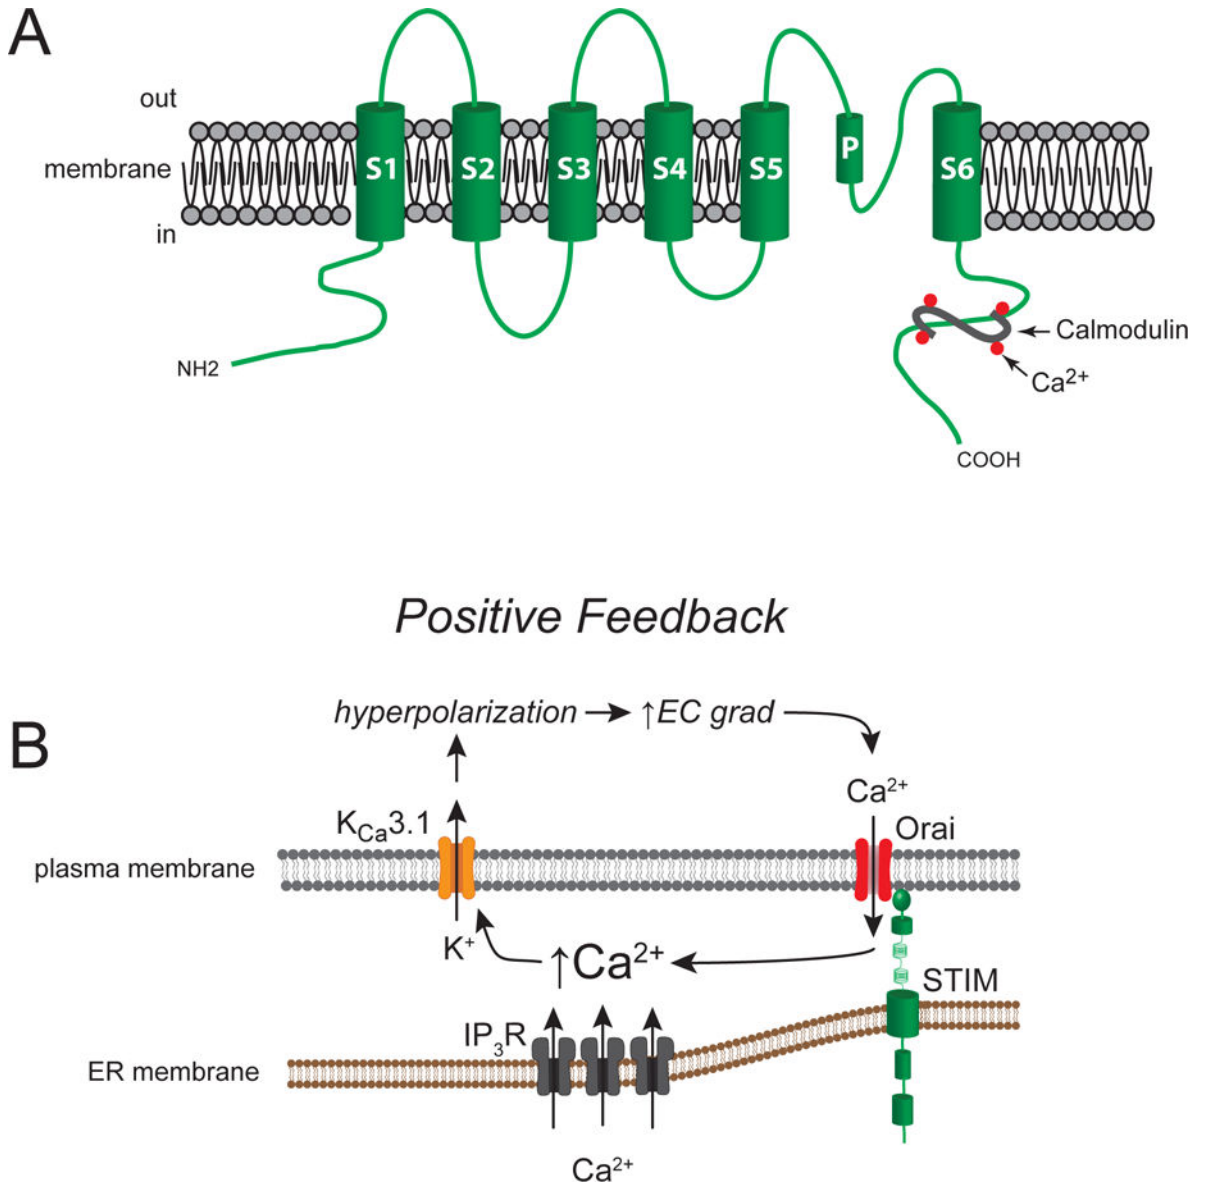 A
out
membrane
in
S1 S2 S3 S4 S5 P S6
NH2
Calmodulin
Ca²⁺
COOH
Positive Feedback
B
hyperpolarization → ↑EC grad
Ca²⁺
K_Ca3.1
Orai
plasma membrane
K⁺
↑Ca²⁺
STIM
IP₃R
ER membrane
Ca²⁺